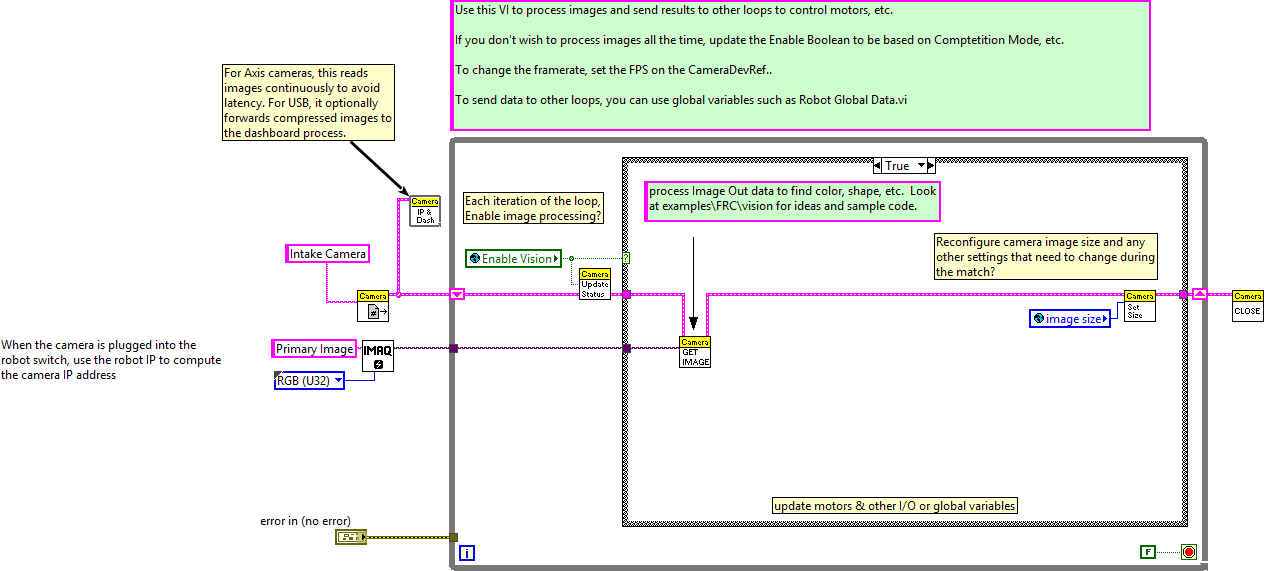 Use this VI to process images and send results to other loops to control motors, etc.
If you don't wish to process images all the time, update the Enable Boolean to be based on Comptetition Mode, etc.
To change the framerate, set the FPS on the CameraDevRef..
To send data to other loops, you can use global variables such as Robot Global Data.vi
For Axis cameras, this reads
images continuously to avoid
latency. For USB, it optionally
forwards compressed images to
the dashboard process.
True
process Image Out data to find color, shape, etc.  Look
at examples\FRC\vision for ideas and sample code.
Camera
IP &
Dash
Each iteration of the loop,
Enable image processing?
Intake Camera
Enable Vision
?
Camera
Update
Status
Reconfigure camera image size and any
other settings that need to change during
the match?
Camera
#
Camera
Set
Size
image size
Camera
CLOSE
When the camera is plugged into the
robot switch, use the robot IP to compute
the camera IP address
Primary Image
IMAQ
RGB (U32)
Camera
GET
IMAGE
update motors & other I/O or global variables
error in (no error)
i
F